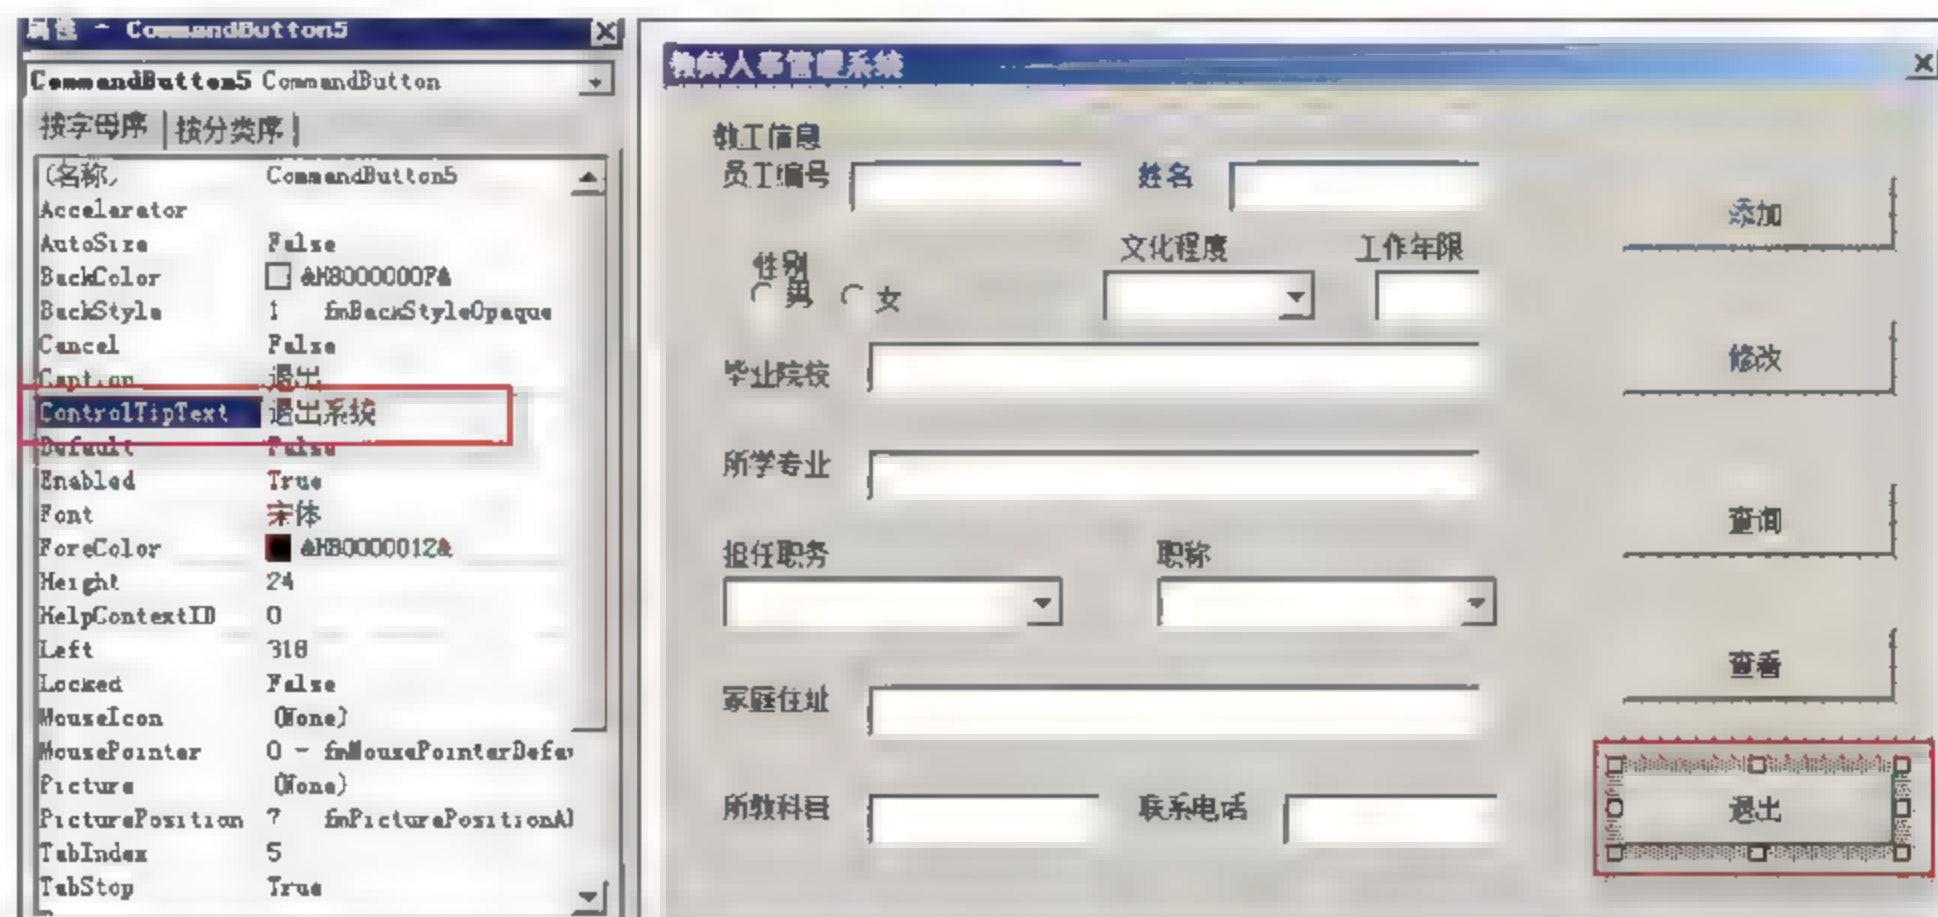 属性 - CommandButton5
CommandButton5 CommandButton
按字母序 按分类序
(名称) CommandButton5
Accelerator
AutoSize False
BackColor &H8000000F&
BackStyle 1 fmBackStyleOpaque
Cancel False
Caption 退出
ControlTipText 退出系统
Default False
Enabled True
Font 宋体
ForeColor &H80000012&
Height 24
HelpContextID 0
Left 318
Locked False
MouseIcon (None)
MousePointer 0 - fmMousePointerDefa
Picture (None)
PicturePosition 7 fmPicturePositionAl
TabIndex 5
TabStop True
教师人事管理系统
教工信息
员工编号 姓名
性别 文化程度 工作年限
男 女
毕业院校
所学专业
担任职务 职称
家庭住址
所教科目 联系电话
添加
修改
查询
查看
退出